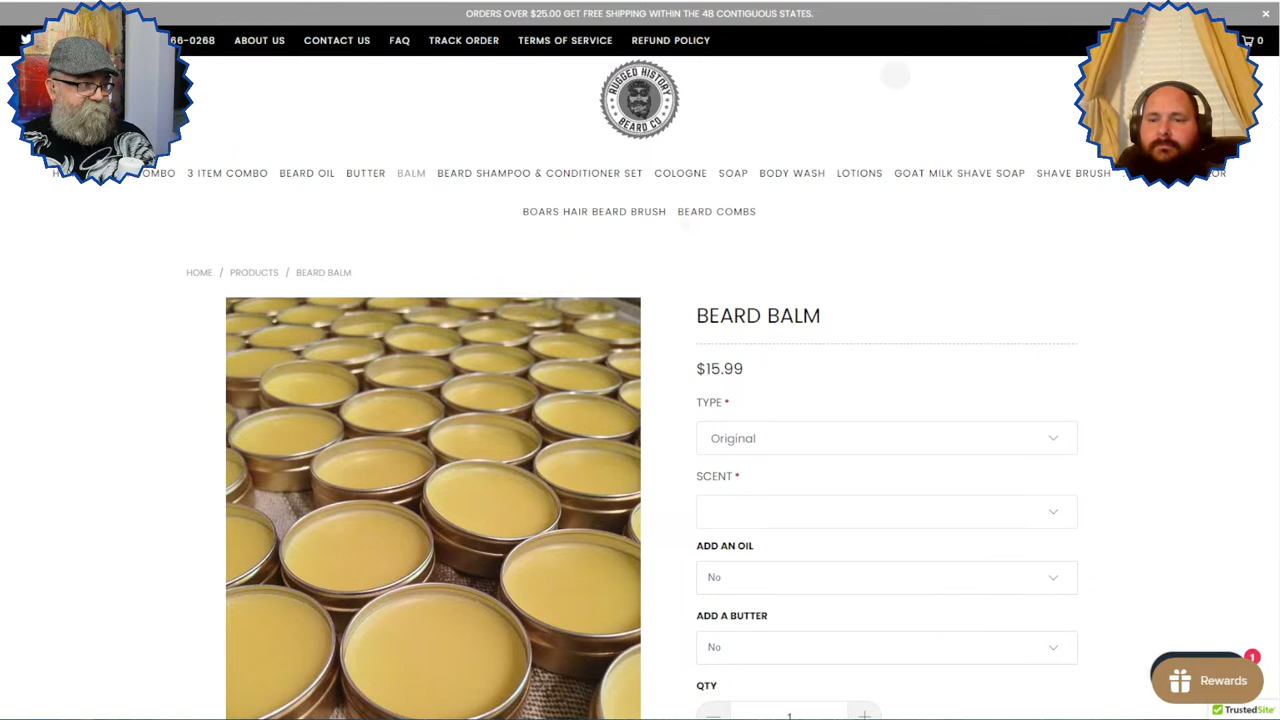 ORDERS OVER $25.00 GET FREE SHIPPING WITHIN THE 48 CONTIGUOUS STATES.
66-0268 ABOUT US CONTACT US FAQ TRACK ORDER TERMS OF SERVICE REFUND POLICY 0
RUGGED HISTORY
BEARD CO
OMBO 3 ITEM COMBO BEARD OIL BUTTER BALM BEARD SHAMPOO & CONDITIONER SET COLOGNE SOAP BODY WASH LOTIONS GOAT MILK SHAVE SOAP SHAVE BRUSH
BOARS HAIR BEARD BRUSH BEARD COMBS
HOME / PRODUCTS / BEARD BALM
BEARD BALM
$15.99
TYPE *
Original
SCENT *
ADD AN OIL
No
ADD A BUTTER
No
QTY
1
1
Rewards
TrustedSite